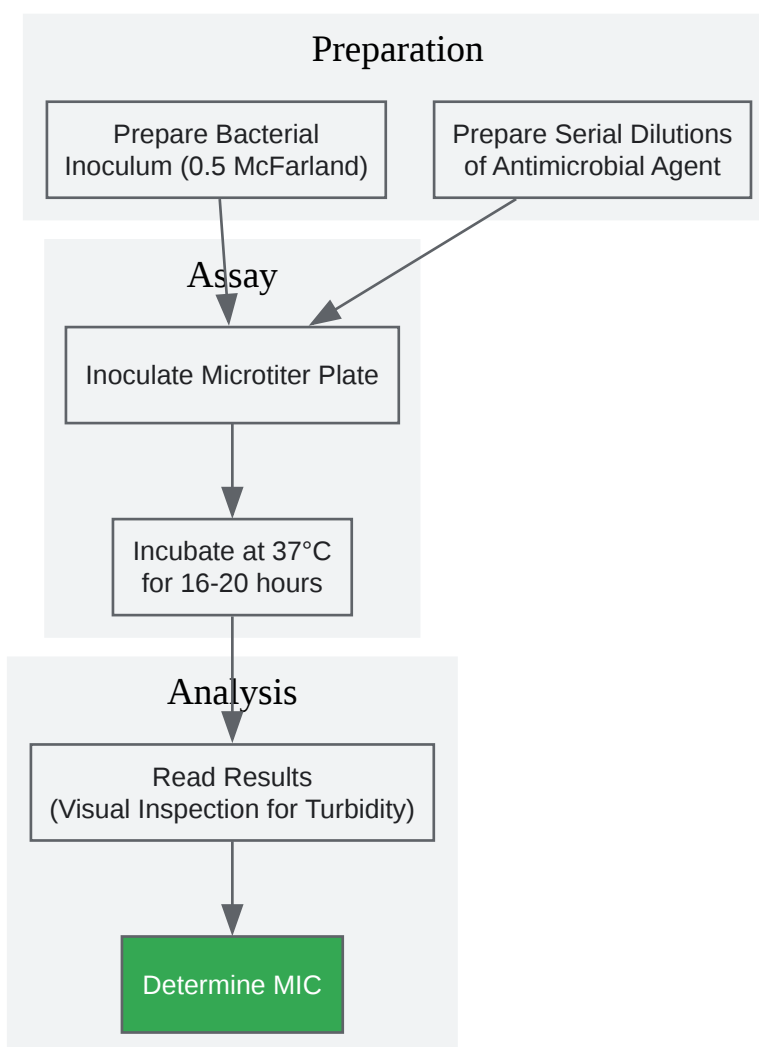 Preparation
Prepare Bacterial
Inoculum (0.5 McFarland)
Prepare Serial Dilutions
of Antimicrobial Agent
Assay
Inoculate Microtiter Plate
Incubate at 37°C
for 16-20 hours
Analysis
Read Results
(Visual Inspection for Turbidity)
Determine MIC